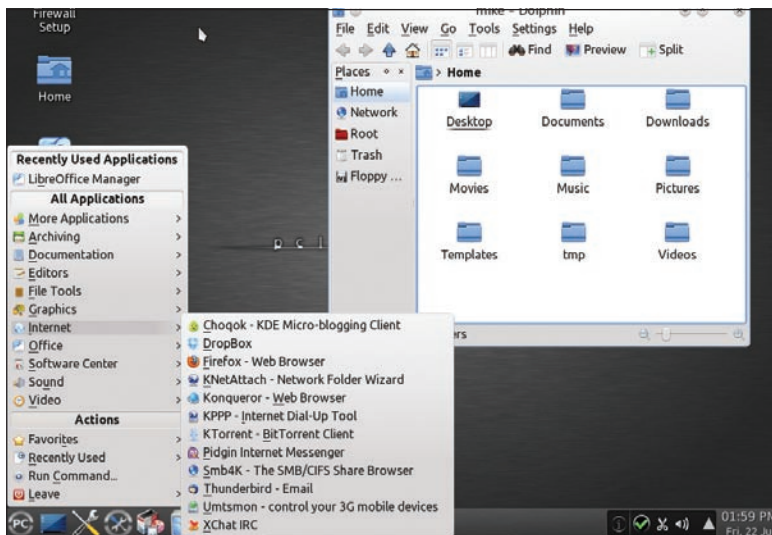 Firewall
Setup
Home
mike - Dolphin
File Edit View Go Tools Settings Help
Find Preview Split
Places
Home
Network
Root
Trash
Floppy ...
> Home
Desktop
Documents
Downloads
Movies
Music
Pictures
Templates
tmp
Videos
ers
p c l
Recently Used Applications
LibreOffice Manager
All Applications
More Applications
Archiving
Documentation
Editors
File Tools
Graphics
Internet
Office
Software Center
Sound
Video
Actions
Favorites
Recently Used
Run Command...
Leave
Choqok - KDE Micro-blogging Client
DropBox
Firefox - Web Browser
KNetAttach - Network Folder Wizard
Konqueror - Web Browser
KPPP - Internet Dial-Up Tool
KTorrent - BitTorrent Client
Pidgin Internet Messenger
Smb4K - The SMB/CIFS Share Browser
Thunderbird - Email
Umtsmon - control your 3G mobile devices
XChat IRC
PC
01:59 PM
Fri, 22 Ju